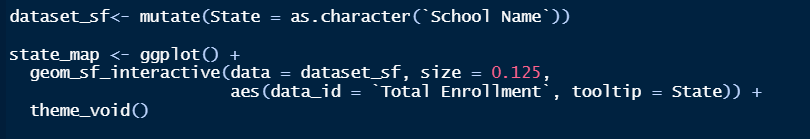 dataset_sf<- mutate(State = as.character(`School Name`))
state_map <- ggplot() +
geom_sf_interactive(data = dataset_sf, size = 0.125,
aes(data_id = `Total Enrollment`, tooltip = State)) +
theme_void()